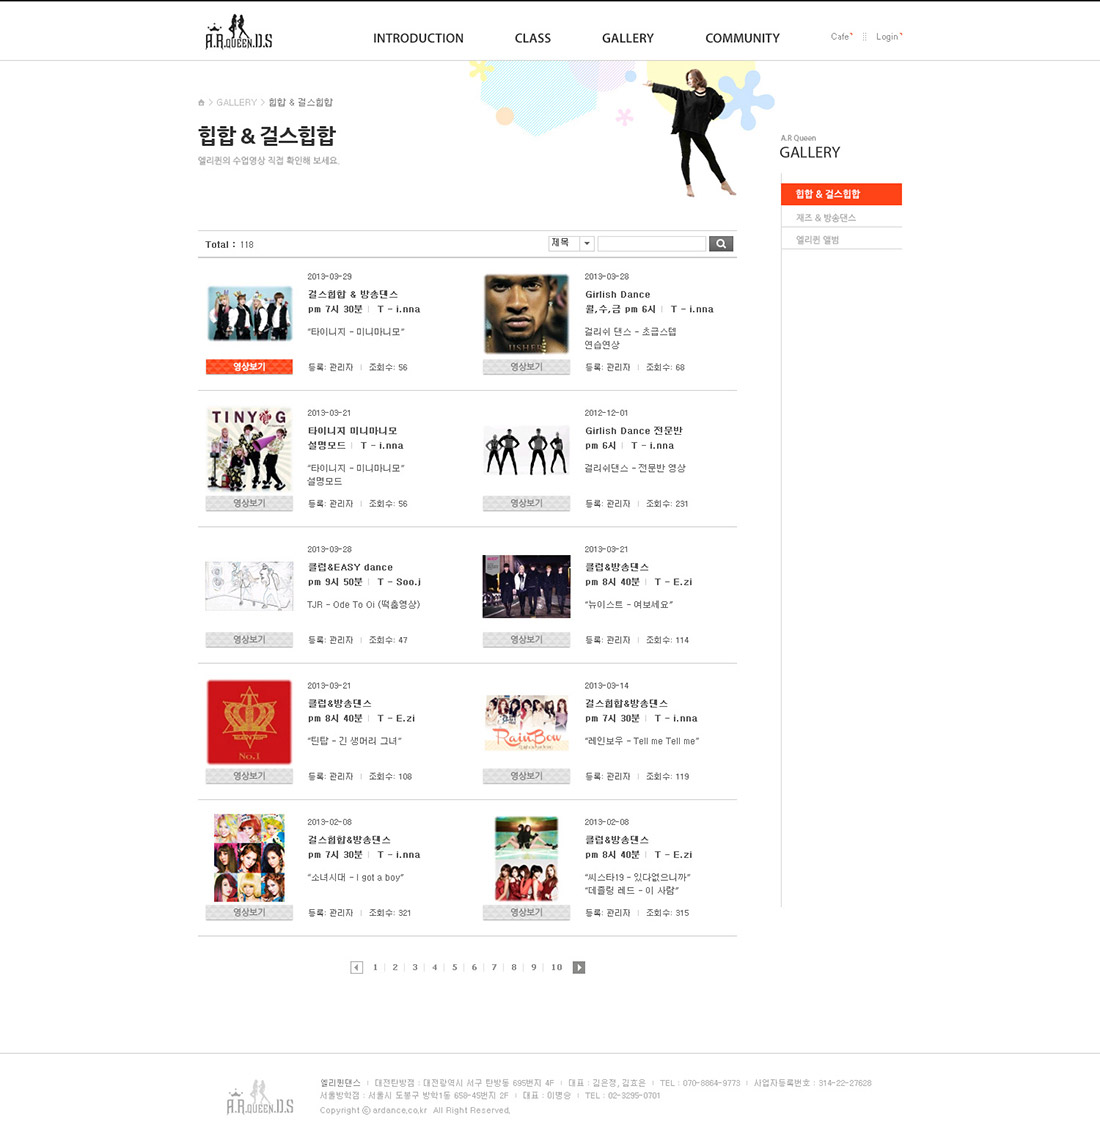 A.R.QUEEN.D.S
INTRODUCTION
CLASS
GALLERY
COMMUNITY
Cafe
Login
GALLERY > 힙합 & 걸스힙합
힙합 & 걸스힙합
엘리퀸의 수업영상 직접 확인해 보세요.
A.R Queen
GALLERY
힙합 & 걸스힙합
재즈 & 방송댄스
엘리퀸 앨범
Total : 118
제목
2013-03-29
걸스힙합 & 방송댄스
pm 7시 30분 | T - i.nna
"타이니지 - 미니마니모"
영상보기
등록: 관리자 | 조회수: 56
USHER
2013-03-28
Girlish Dance
월,수,금 pm 6시 | T - i.nna
걸리쉬 댄스 - 초급스텝
연습연상
영상보기
등록: 관리자 | 조회수: 68
TINY G
2013-03-21
타이니지 미니마니모
설명모드 | T - i.nna
"타이니지 - 미니마니모"
설명모드
영상보기
등록: 관리자 | 조회수: 56
2012-12-01
Girlish Dance 전문반
pm 6시 | T - i.nna
걸리쉬댄스 - 전문반 영상
영상보기
등록: 관리자 | 조회수: 231
2013-03-28
클럽&EASY dance
pm 9시 50분 | T - Soo.j
TJR - Ode To Oi (떡춤영상)
영상보기
등록: 관리자 | 조회수: 47
2013-03-21
클럽&방송댄스
pm 8시 40분 | T - E.zi
"뉴이스트 - 여보세요"
영상보기
등록: 관리자 | 조회수: 114
No.1
2013-03-21
클럽&방송댄스
pm 8시 40분 | T - E.zi
"틴탑 - 긴 생머리 그녀"
영상보기
등록: 관리자 | 조회수: 108
RainBow
2013-03-14
걸스힙합&방송댄스
pm 7시 30분 | T - i.nna
"레인보우 - Tell me Tell me"
영상보기
등록: 관리자 | 조회수: 119
2013-02-08
걸스힙합&방송댄스
pm 7시 30분 | T - i.nna
"소녀시대 - I got a boy"
영상보기
등록: 관리자 | 조회수: 321
2013-02-08
클럽&방송댄스
pm 8시 40분 | T - E.zi
"씨스타19 - 있다없으니까"
"데쥴링 레드 - 이 사람"
영상보기
등록: 관리자 | 조회수: 315
1 | 2 | 3 | 4 | 5 | 6 | 7 | 8 | 9 | 10
A.R.QUEEN.D.S
엘리퀸댄스 | 대전탄방점 : 대전광역시 서구 탄방동 695번지 4F | 대표 : 김은정, 김효은 | TEL : 070-8864-9773 | 사업자등록번호 : 314-22-27628
서울방학점 : 서울시 도봉구 방학1동 658-45번지 2F | 대표 : 이명승 | TEL : 02-3295-0701
Copyright ⓒ ardance.co.kr All Right Reserved.